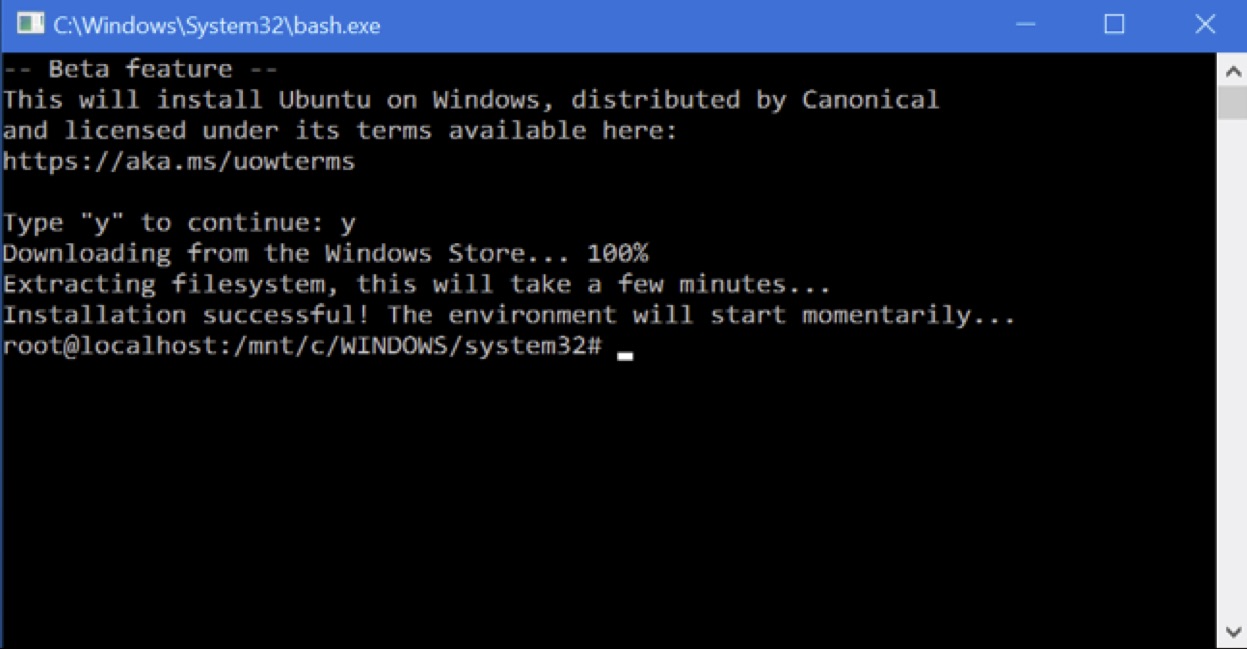 C:\Windows\System32\bash.exe
-- Beta feature --
This will install Ubuntu on Windows, distributed by Canonical
and licensed under its terms available here:
https://aka.ms/uowterms
Type "y" to continue: y
Downloading from the Windows Store... 100%
Extracting filesystem, this will take a few minutes...
Installation successful! The environment will start momentarily...
root@localhost:/mnt/c/WINDOWS/system32#